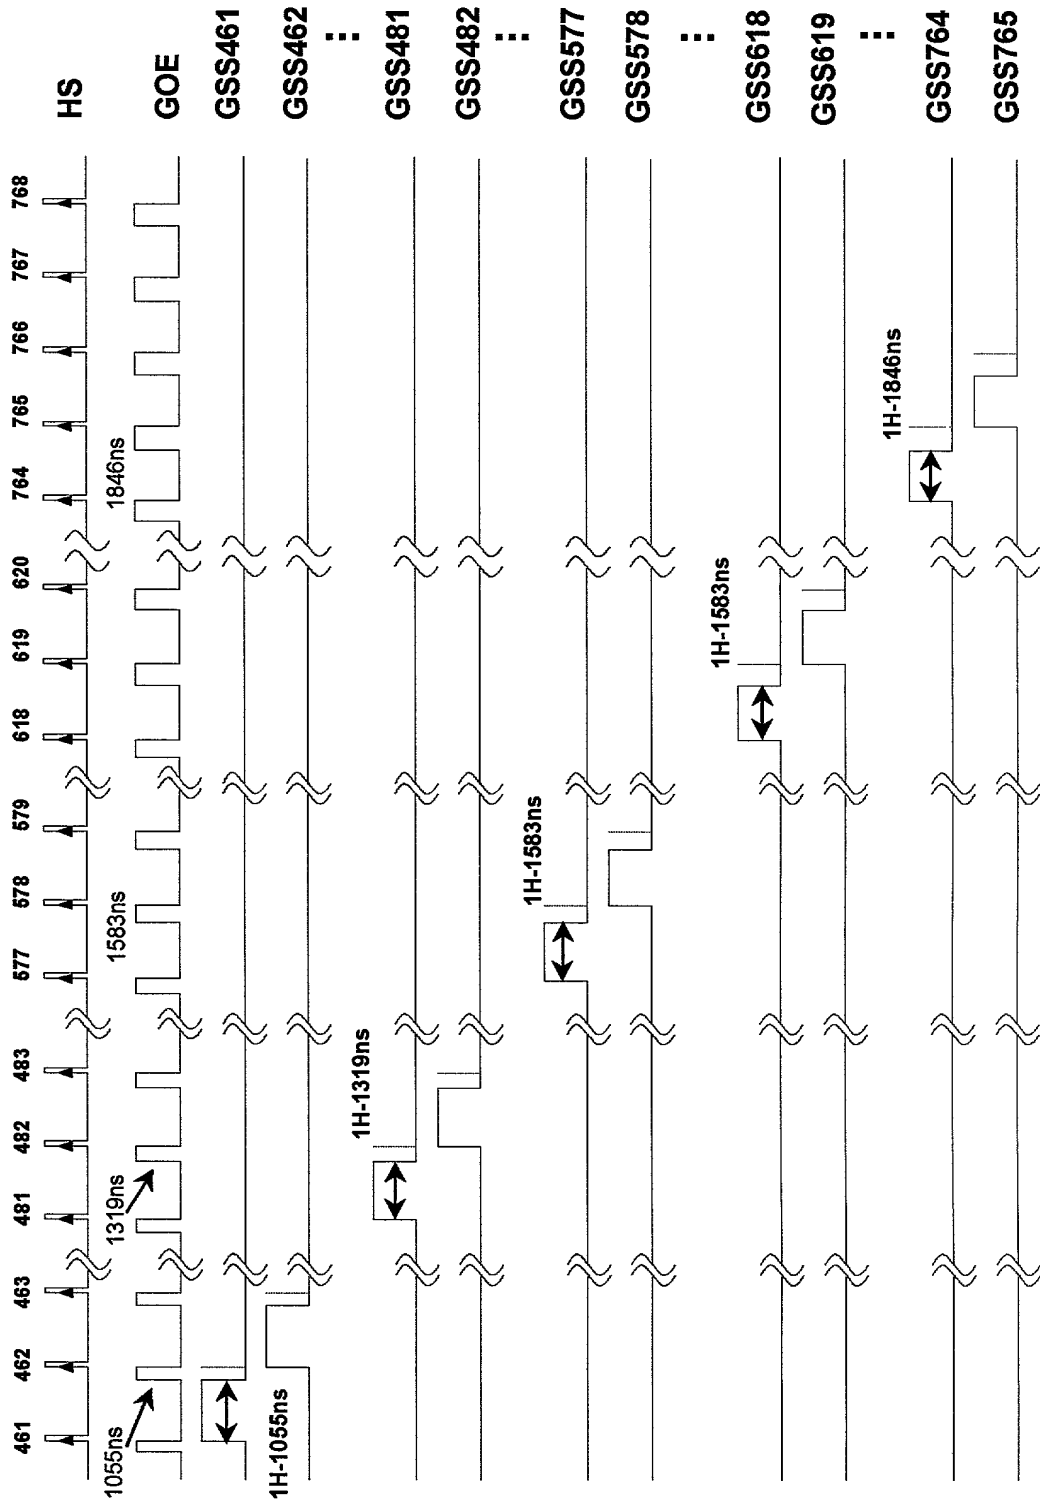 461 462 463 481 482 483 577 578 579 618 619 620 764 765 766 767 768
HS
1055ns 1319ns 1583ns 1846ns
GOE
GSS461
1H-1055ns
GSS462
⋮
1H-1319ns
GSS481
GSS482
⋮
1H-1583ns
GSS577
GSS578
⋮
1H-1583ns
GSS618
GSS619
⋮
1H-1846ns
GSS764
GSS765